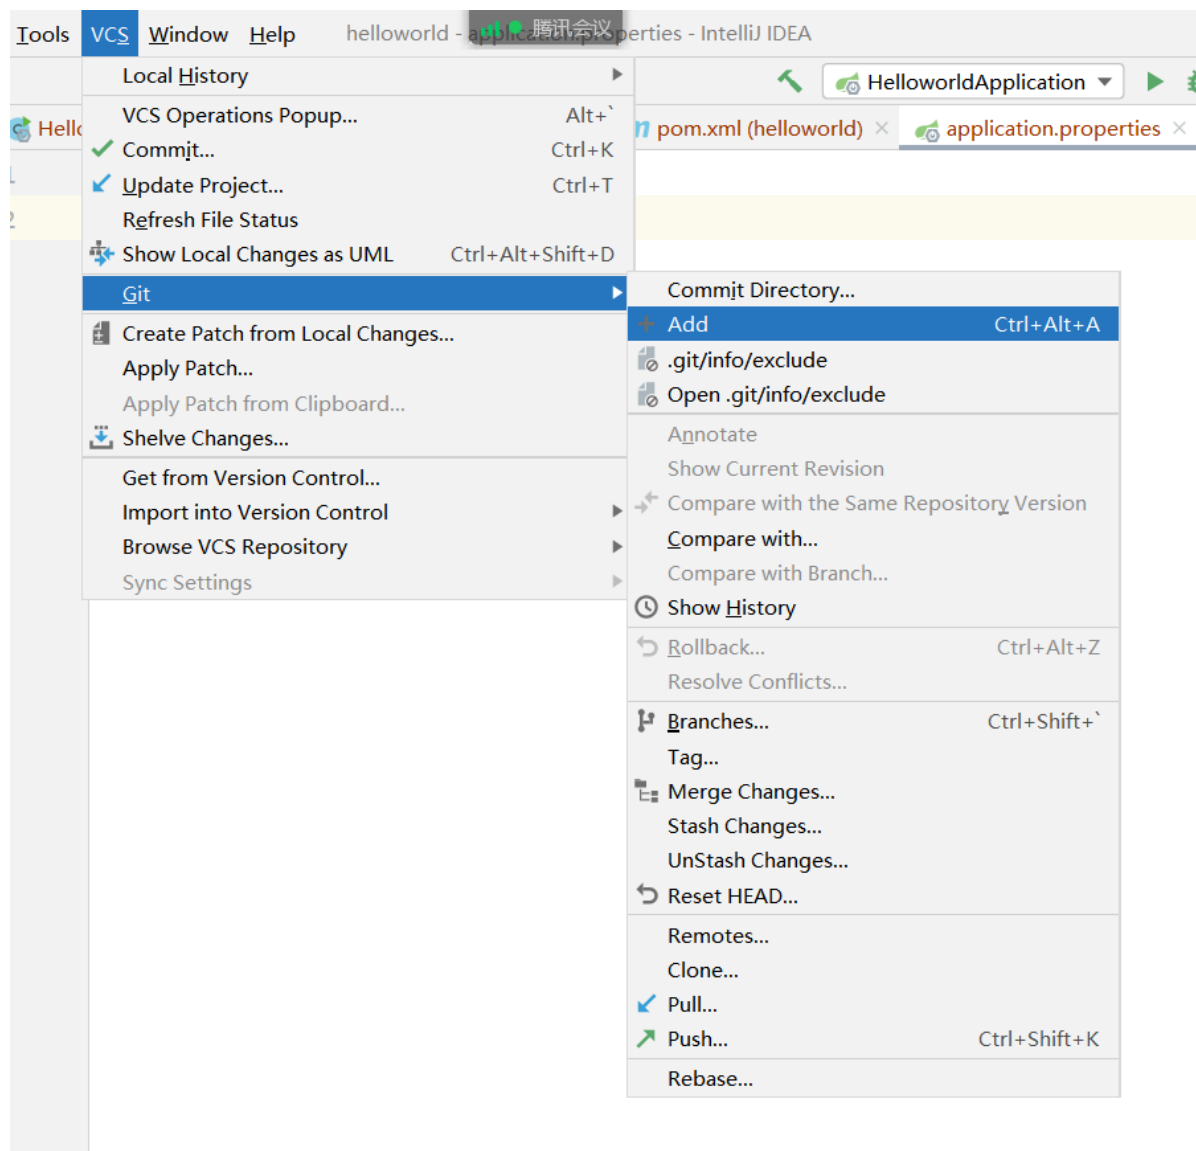 Tools VCS Window Help helloworld - application.properties - IntelliJ IDEA
腾讯会议
Local History
HelloworldApplication
VCS Operations Popup... Alt+`
Hello
pom.xml (helloworld)
application.properties
Commit... Ctrl+K
1
Update Project... Ctrl+T
2
Refresh File Status
Show Local Changes as UML Ctrl+Alt+Shift+D
Git
Create Patch from Local Changes...
Apply Patch...
Apply Patch from Clipboard...
Shelve Changes...
Get from Version Control...
Import into Version Control
Browse VCS Repository
Sync Settings
Commit Directory...
Add Ctrl+Alt+A
.git/info/exclude
Open .git/info/exclude
Annotate
Show Current Revision
Compare with the Same Repository Version
Compare with...
Compare with Branch...
Show History
Rollback... Ctrl+Alt+Z
Resolve Conflicts...
Branches... Ctrl+Shift+`
Tag...
Merge Changes...
Stash Changes...
UnStash Changes...
Reset HEAD...
Remotes...
Clone...
Pull...
Push... Ctrl+Shift+K
Rebase...